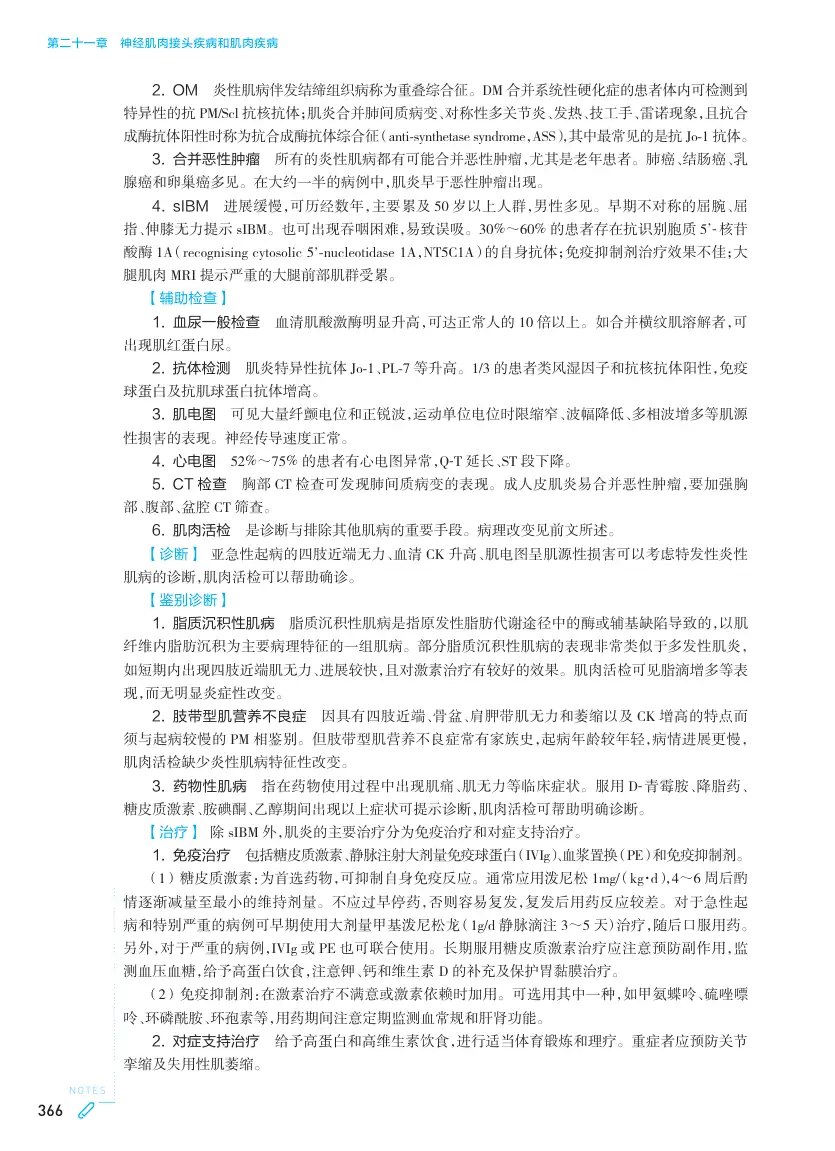 第二十一章 神经肌肉接头疾病和肌肉疾病
2. OM 炎性肌病伴发结缔组织病称为重叠综合征。DM 合并系统性硬化症的患者体内可检测到
特异性的抗 PM/Scl 抗核抗体;肌炎合并肺间质病变、对称性多关节炎、发热、技工手、雷诺现象,且抗合
成酶抗体阳性时称为抗合成酶抗体综合征(anti-synthetase syndrome,ASS),其中最常见的是抗 Jo-1 抗体。
3. 合并恶性肿瘤 所有的炎性肌病都有可能合并恶性肿瘤,尤其是老年患者。肺癌、结肠癌、乳
腺癌和卵巢癌多见。在大约一半的病例中,肌炎早于恶性肿瘤出现。
4. sIBM 进展缓慢,可历经数年,主要累及 50 岁以上人群,男性多见。早期不对称的屈腕、屈
指、伸膝无力提示 sIBM。也可出现吞咽困难,易致误吸。30%~60% 的患者存在抗识别胞质 5’- 核苷
酸酶 1A(recognising cytosolic 5’-nucleotidase 1A,NT5C1A)的自身抗体;免疫抑制剂治疗效果不佳;大
腿肌肉 MRI 提示严重的大腿前部肌群受累。
【辅助检查】
1. 血尿一般检查 血清肌酸激酶明显升高,可达正常人的 10 倍以上。如合并横纹肌溶解者,可
出现肌红蛋白尿。
2. 抗体检测 肌炎特异性抗体 Jo-1、PL-7 等升高。1/3 的患者类风湿因子和抗核抗体阳性,免疫
球蛋白及抗肌球蛋白抗体增高。
3. 肌电图 可见大量纤颤电位和正锐波,运动单位电位时限缩窄、波幅降低、多相波增多等肌源
性损害的表现。神经传导速度正常。
4. 心电图 52%~75% 的患者有心电图异常,Q-T 延长、ST 段下降。
5. CT 检查 胸部 CT 检查可发现肺间质病变的表现。成人皮肌炎易合并恶性肿瘤,要加强胸
部、腹部、盆腔 CT 筛查。
6. 肌肉活检 是诊断与排除其他肌病的重要手段。病理改变见前文所述。
【诊断】 亚急性起病的四肢近端无力、血清 CK 升高、肌电图呈肌源性损害可以考虑特发性炎性
肌病的诊断,肌肉活检可以帮助确诊。
【鉴别诊断】
1. 脂质沉积性肌病 脂质沉积性肌病是指原发性脂肪代谢途径中的酶或辅基缺陷导致的,以肌
纤维内脂肪沉积为主要病理特征的一组肌病。部分脂质沉积性肌病的表现非常类似于多发性肌炎,
如短期内出现四肢近端肌无力、进展较快,且对激素治疗有较好的效果。肌肉活检可见脂滴增多等表
现,而无明显炎症性改变。
2. 肢带型肌营养不良症 因具有四肢近端、骨盆、肩胛带肌无力和萎缩以及 CK 增高的特点而
须与起病较慢的 PM 相鉴别。但肢带型肌营养不良症常有家族史,起病年龄较年轻,病情进展更慢,
肌肉活检缺少炎性肌病特征性改变。
3. 药物性肌病 指在药物使用过程中出现肌痛、肌无力等临床症状。服用 D- 青霉胺、降脂药、
糖皮质激素、胺碘酮、乙醇期间出现以上症状可提示诊断,肌肉活检可帮助明确诊断。
【治疗】 除 sIBM 外,肌炎的主要治疗分为免疫治疗和对症支持治疗。
1. 免疫治疗 包括糖皮质激素、静脉注射大剂量免疫球蛋白(IVIg)、血浆置换(PE)和免疫抑制剂。
(1)糖皮质激素:为首选药物,可抑制自身免疫反应。通常应用泼尼松 1mg/(kg·d),4~6 周后酌
情逐渐减量至最小的维持剂量。不应过早停药,否则容易复发,复发后用药反应较差。对于急性起
病和特别严重的病例可早期使用大剂量甲基泼尼松龙(1g/d 静脉滴注 3~5 天)治疗,随后口服用药。
另外,对于严重的病例,IVIg 或 PE 也可联合使用。长期服用糖皮质激素治疗应注意预防副作用,监
测血压血糖,给予高蛋白饮食,注意钾、钙和维生素 D 的补充及保护胃黏膜治疗。
(2)免疫抑制剂:在激素治疗不满意或激素依赖时加用。可选用其中一种,如甲氨蝶呤、硫唑嘌
呤、环磷酰胺、环孢素等,用药期间注意定期监测血常规和肝肾功能。
2. 对症支持治疗 给予高蛋白和高维生素饮食,进行适当体育锻炼和理疗。重症者应预防关节
挛缩及失用性肌萎缩。
NOTES
366